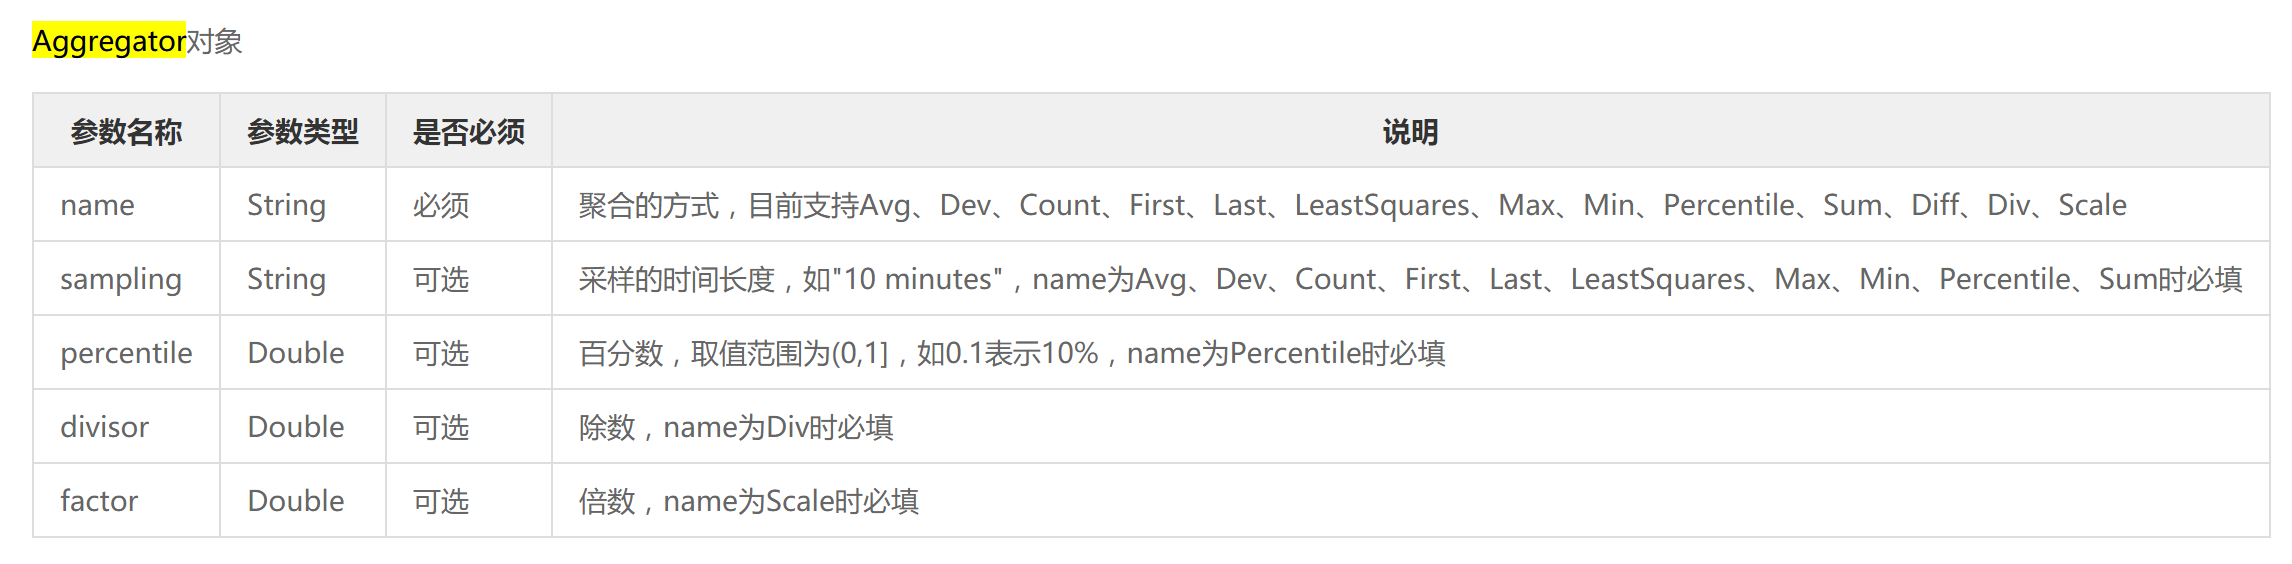 Aggregator对象
参数名称 参数类型 是否必须 说明
name String 必须 聚合的方式，目前支持Avg、Dev、Count、First、Last、LeastSquares、Max、Min、Percentile、Sum、Diff、Div、Scale
sampling String 可选 采样的时间长度，如"10 minutes"，name为Avg、Dev、Count、First、Last、LeastSquares、Max、Min、Percentile、Sum时必填
percentile Double 可选 百分数，取值范围为(0,1]，如0.1表示10%，name为Percentile时必填
divisor Double 可选 除数，name为Div时必填
factor Double 可选 倍数，name为Scale时必填